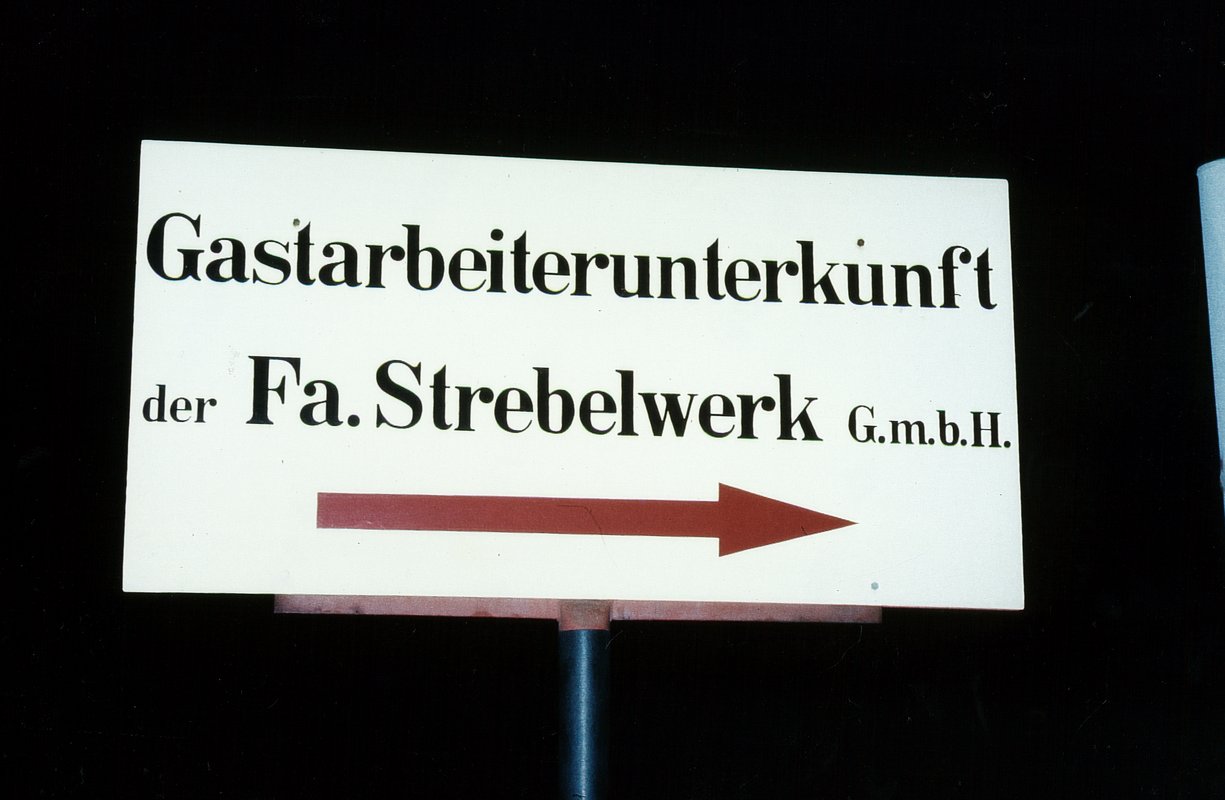 Gastarbeiterunterkunft
der Fa. Strebelwerk G.m.b.H.